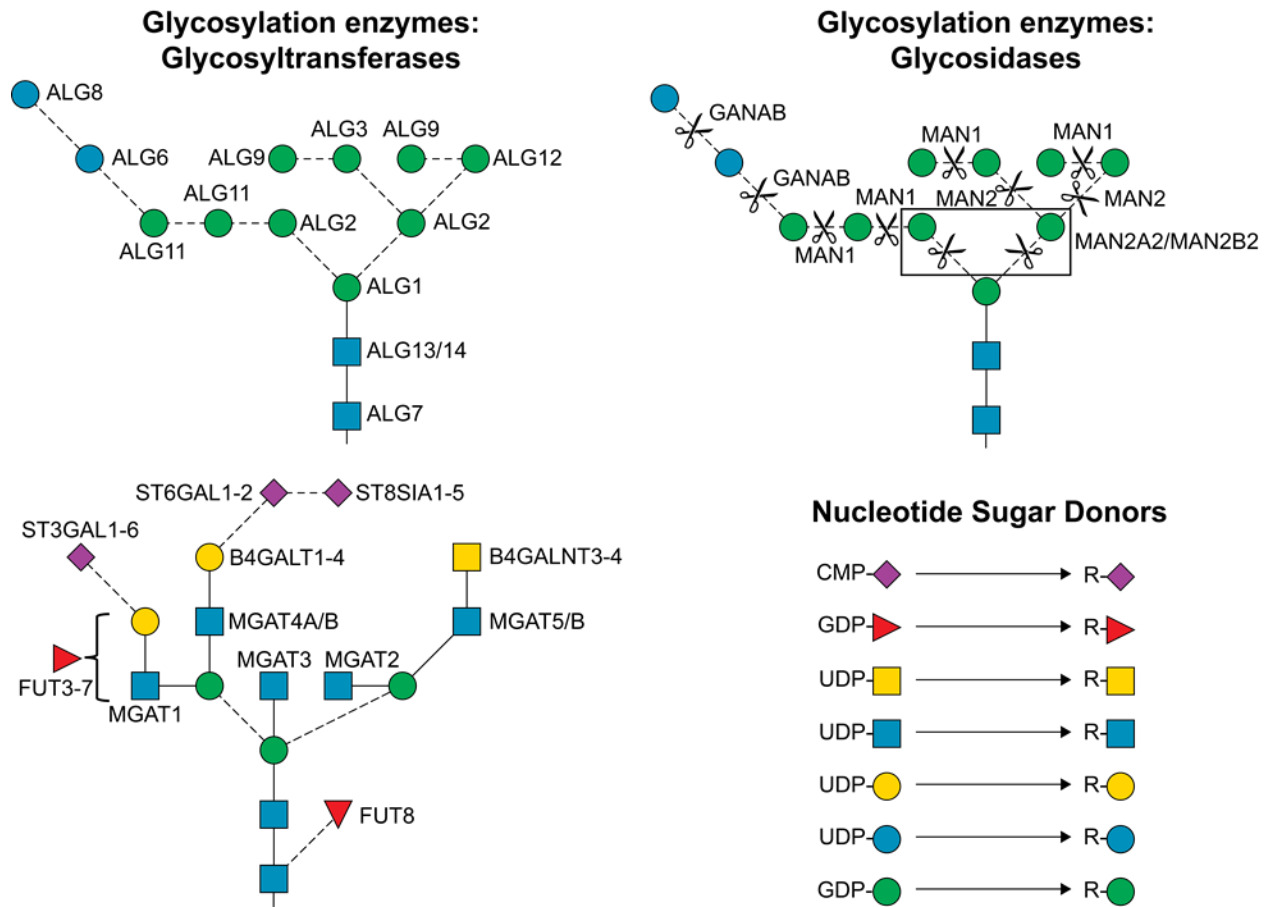 Glycosylation enzymes:
Glycosyltransferases
ALG8
ALG6
ALG3
ALG9
ALG9
ALG12
ALG11
ALG11
ALG2
ALG2
ALG1
ALG13/14
ALG7
Glycosylation enzymes:
Glycosidases
GANAB
MAN1
MAN1
GANAB
MAN1
MAN2
MAN2
MAN1
MAN2A2/MAN2B2
ST6GAL1-2
ST8SIA1-5
ST3GAL1-6
B4GALT1-4
B4GALNT3-4
MGAT4A/B
MGAT5/B
MGAT3
MGAT2
FUT3-7
MGAT1
FUT8
Nucleotide Sugar Donors
CMP- R-
GDP- R-
UDP- R-
UDP- R-
UDP- R-
UDP- R-
GDP- R-